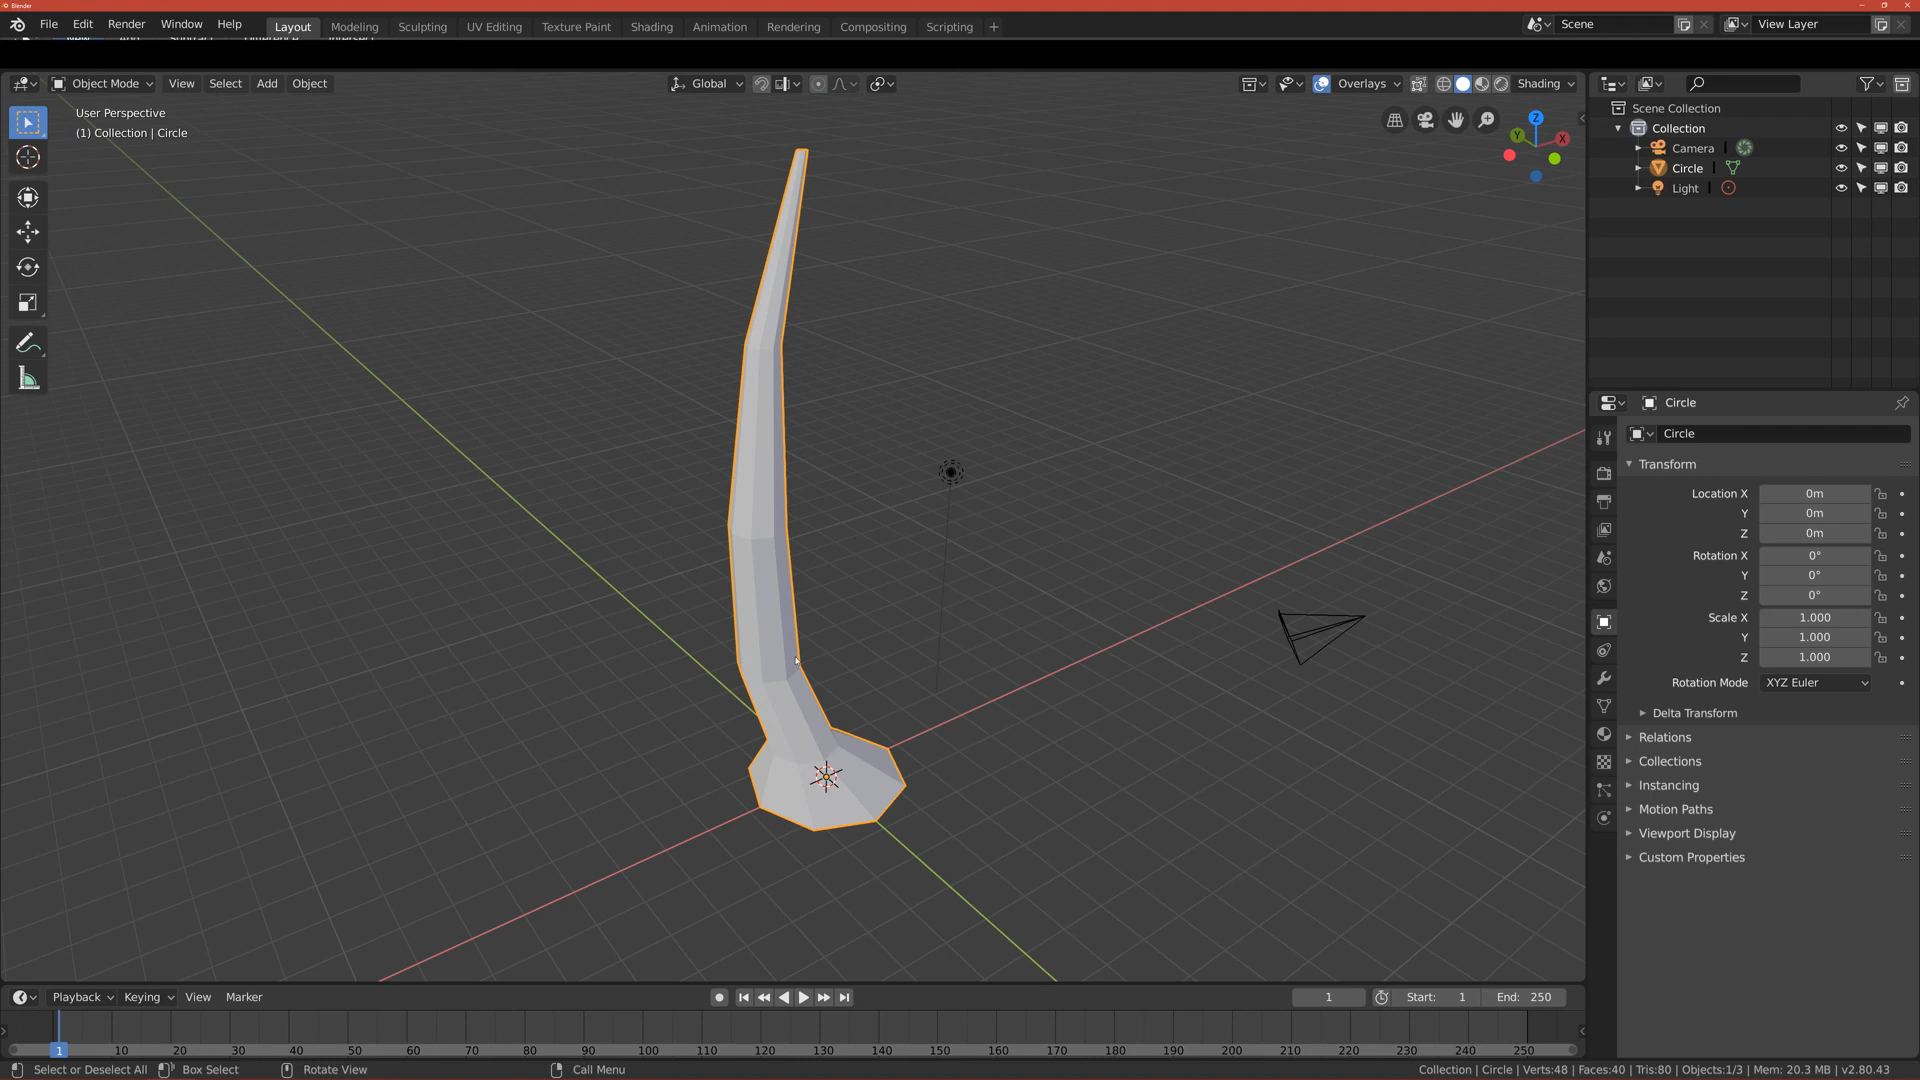 Blender
File Edit Render Window Help Layout Modeling Sculpting UV Editing Texture Paint Shading Animation Rendering Compositing Scripting + Scene View Layer
Object Mode View Select Add Object Global Overlays Shading
User Perspective
(1) Collection | Circle
Z
Y
X
Scene Collection
Collection
Camera
Circle
Light
Circle
Circle
Transform
Location X 0m
Y 0m
Z 0m
Rotation X 0°
Y 0°
Z 0°
Scale X 1.000
Y 1.000
Z 1.000
Rotation Mode XYZ Euler
Delta Transform
Relations
Collections
Instancing
Motion Paths
Viewport Display
Custom Properties
Playback Keying View Marker 1 Start: 1 End: 250
1 10 20 30 40 50 60 70 80 90 100 110 120 130 140 150 160 170 180 190 200 210 220 230 240 250
Select or Deselect All Box Select Rotate View Call Menu Collection | Circle | Verts:48 | Faces:40 | Tris:80 | Objects:1/3 | Mem: 20.3 MB | v2.80.43